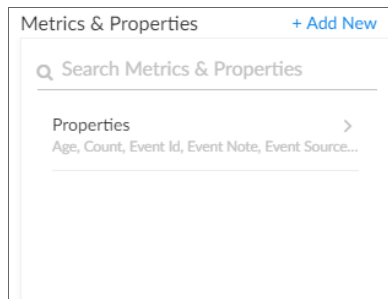 Metrics & Properties + Add New
Search Metrics & Properties
Properties
Age, Count, Event Id, Event Note, Event Source...